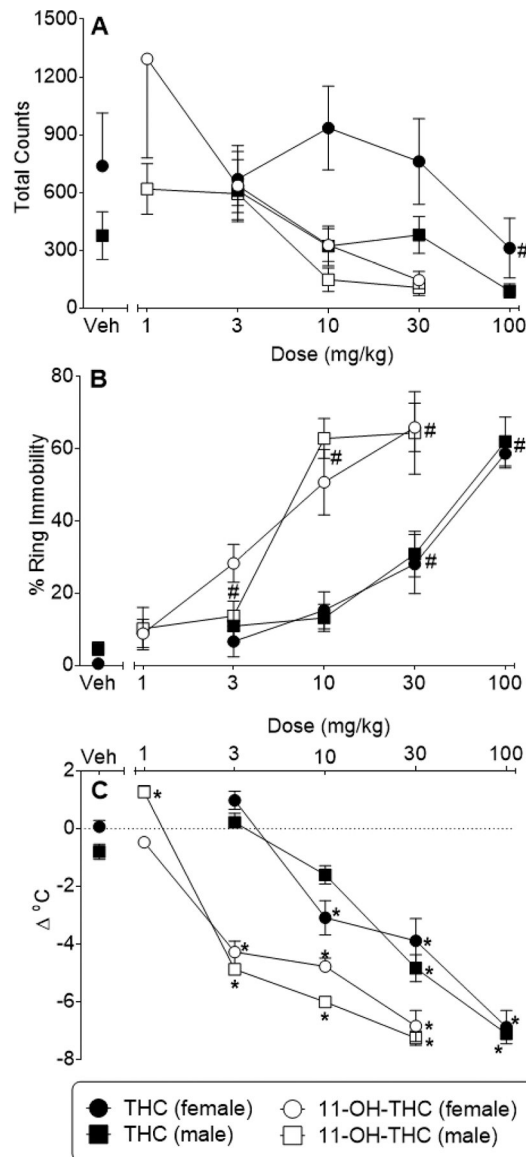 A
1500
1200
900
600
300
0
Total Counts
Veh 1 3 10 30 100
Dose (mg/kg)
#
B
80
60
40
20
0
% Ring Immobility
# # # # #
Veh 1 3 10 30 100
Dose (mg/kg)
Veh 1 3 10 30 100
C
2
0
-2
-4
-6
-8
Δ °C
* * * * * * * * * * * *
THC (female) 11-OH-THC (female)
THC (male) 11-OH-THC (male)